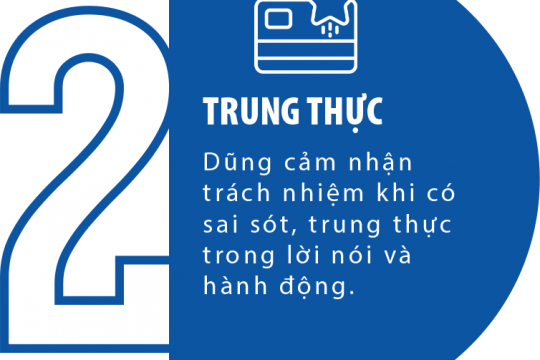 2
TRUNG THỰC
Dũng cảm nhận
trách nhiệm khi có
sai sót, trung thực
trong lời nói và
hành động.